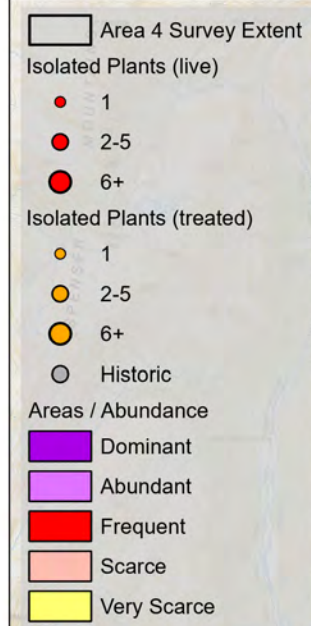 Area 4 Survey Extent
Isolated Plants (live)
1
2-5
6+
Isolated Plants (treated)
1
2-5
6+
Historic
Areas / Abundance
Dominant
Abundant
Frequent
Scarce
Very Scarce